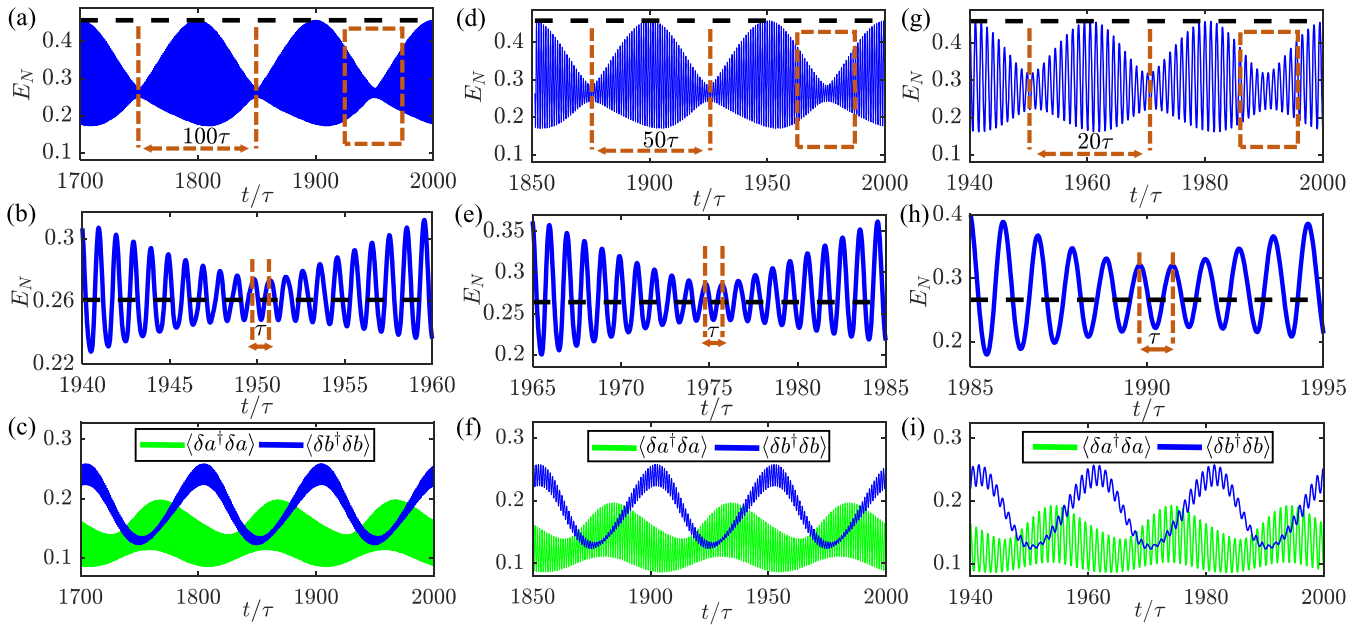 (a)
0.4
0.3
0.2
0.1
E_N
100τ
1700 1800 1900 2000
t/τ
(b)
0.3
0.26
0.22
E_N
τ
1940 1945 1950 1955 1960
t/τ
(c)
⟨δa†δa⟩ ⟨δb†δb⟩
0.3
0.2
0.1
1700 1800 1900 2000
t/τ
(d)
0.4
0.3
0.2
0.1
E_N
50τ
1850 1900 1950 2000
t/τ
(e)
0.35
0.3
0.25
0.2
E_N
τ
1965 1970 1975 1980 1985
t/τ
(f)
⟨δa†δa⟩ ⟨δb†δb⟩
0.3
0.2
0.1
1850 1900 1950 2000
t/τ
(g)
0.4
0.3
0.2
0.1
E_N
20τ
1940 1960 1980 2000
t/τ
(h)
0.4
0.3
0.2
E_N
τ
1985 1990 1995
t/τ
(i)
⟨δa†δa⟩ ⟨δb†δb⟩
0.3
0.2
0.1
1940 1960 1980 2000
t/τ